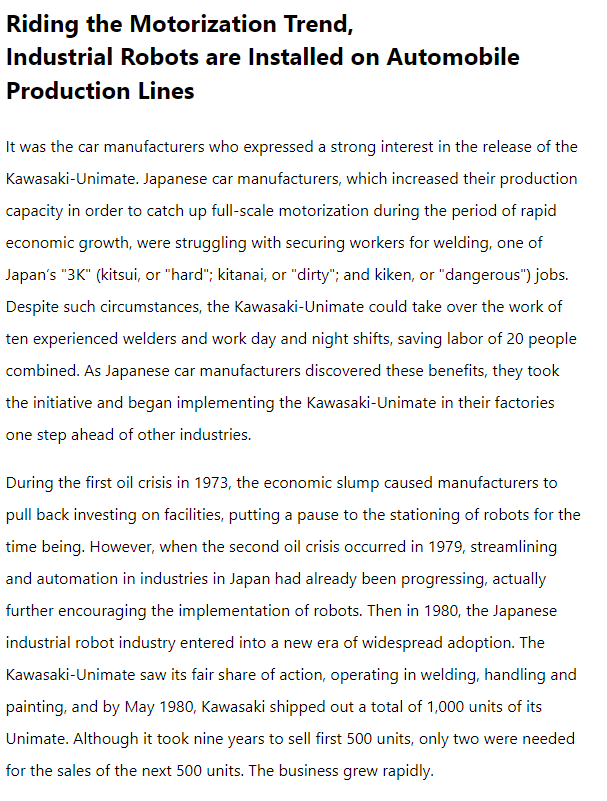 Riding the Motorization Trend,
Industrial Robots are Installed on Automobile
Production Lines
It was the car manufacturers who expressed a strong interest in the release of the
Kawasaki-Unimate. Japanese car manufacturers, which increased their production
capacity in order to catch up full-scale motorization during the period of rapid
economic growth, were struggling with securing workers for welding, one of
Japan's "3K" (kitsui, or "hard"; kitanai, or "dirty"; and kiken, or "dangerous") jobs.
Despite such circumstances, the Kawasaki-Unimate could take over the work of
ten experienced welders and work day and night shifts, saving labor of 20 people
combined. As Japanese car manufacturers discovered these benefits, they took
the initiative and began implementing the Kawasaki-Unimate in their factories
one step ahead of other industries.
During the first oil crisis in 1973, the economic slump caused manufacturers to
pull back investing on facilities, putting a pause to the stationing of robots for the
time being. However, when the second oil crisis occurred in 1979, streamlining
and automation in industries in Japan had already been progressing, actually
further encouraging the implementation of robots. Then in 1980, the Japanese
industrial robot industry entered into a new era of widespread adoption. The
Kawasaki-Unimate saw its fair share of action, operating in welding, handling and
painting, and by May 1980, Kawasaki shipped out a total of 1,000 units of its
Unimate. Although it took nine years to sell first 500 units, only two were needed
for the sales of the next 500 units. The business grew rapidly.